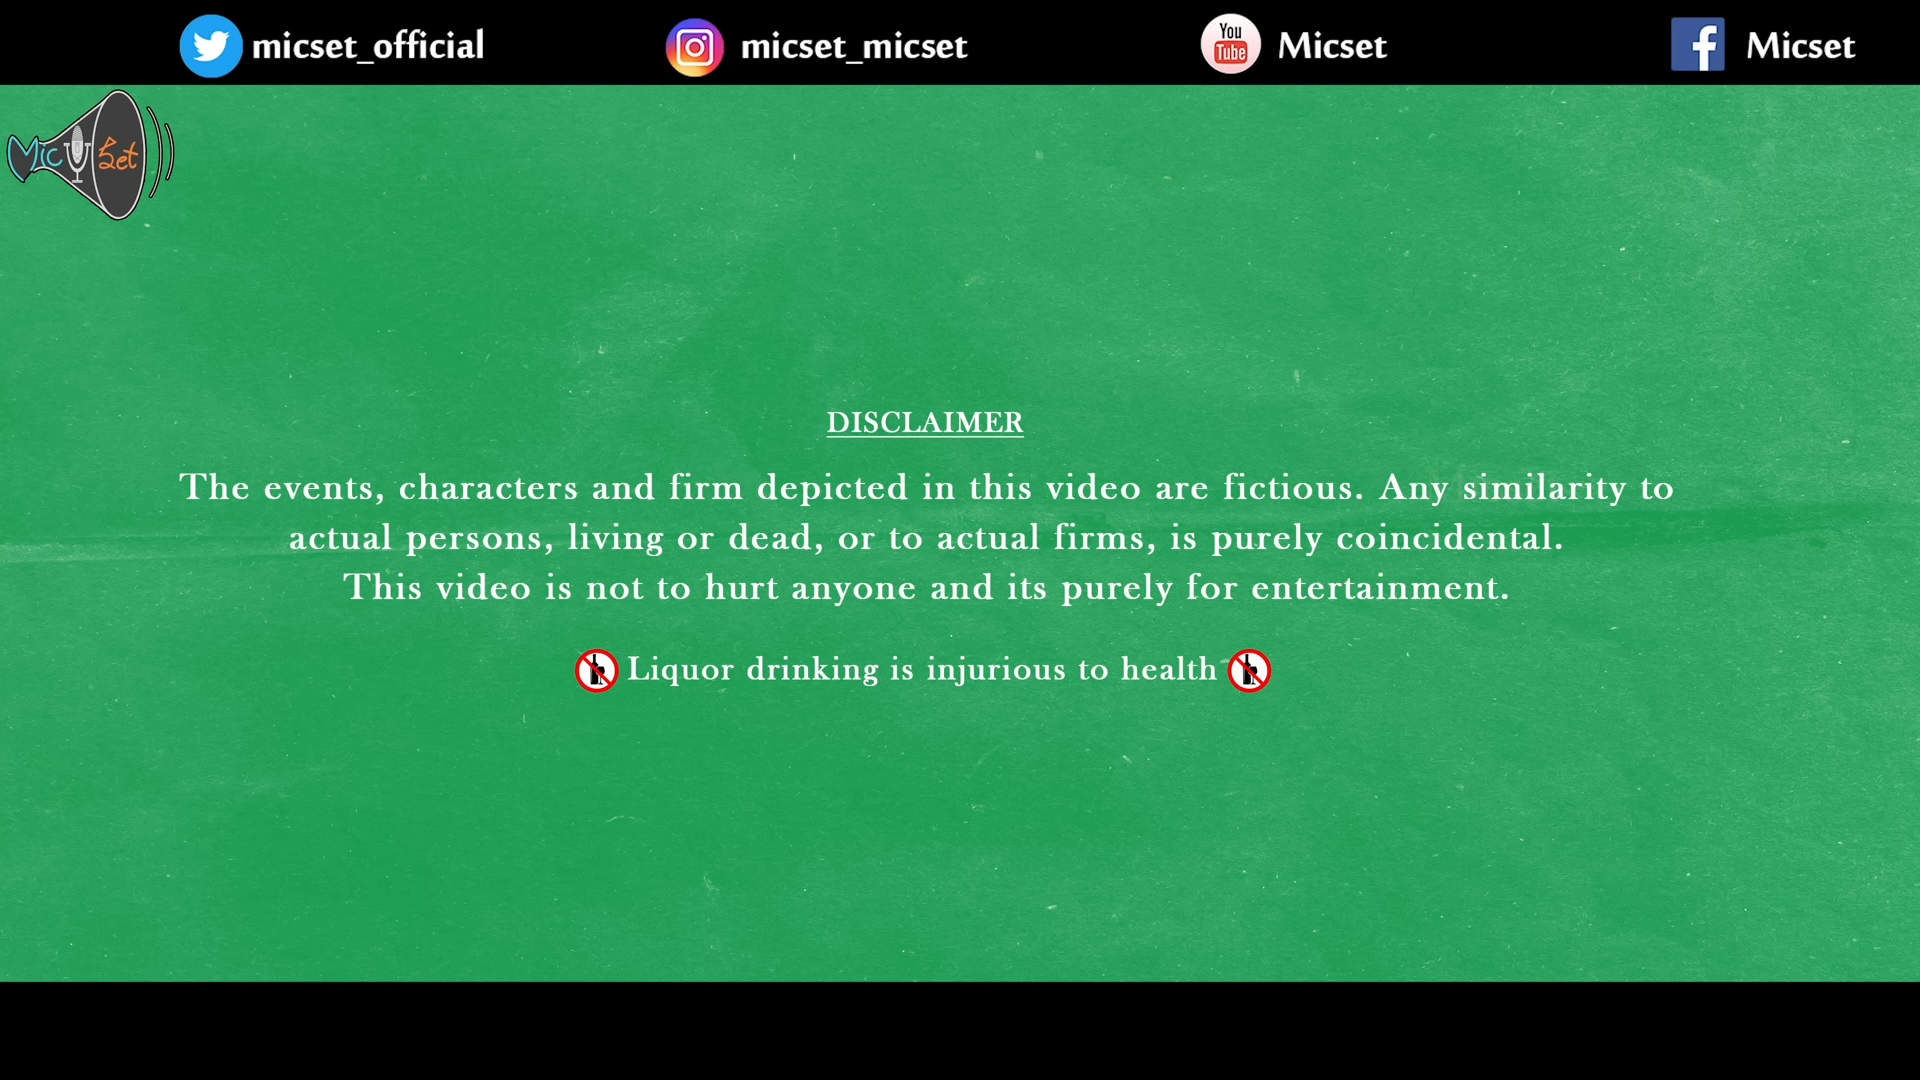 micset_official
micset_micset
You
Tube
Micset
Micset
Mic Set
DISCLAIMER
The events, characters and firm depicted in this video are fictious. Any similarity to
actual persons, living or dead, or to actual firms, is purely coincidental.
This video is not to hurt anyone and its purely for entertainment.
Liquor drinking is injurious to health